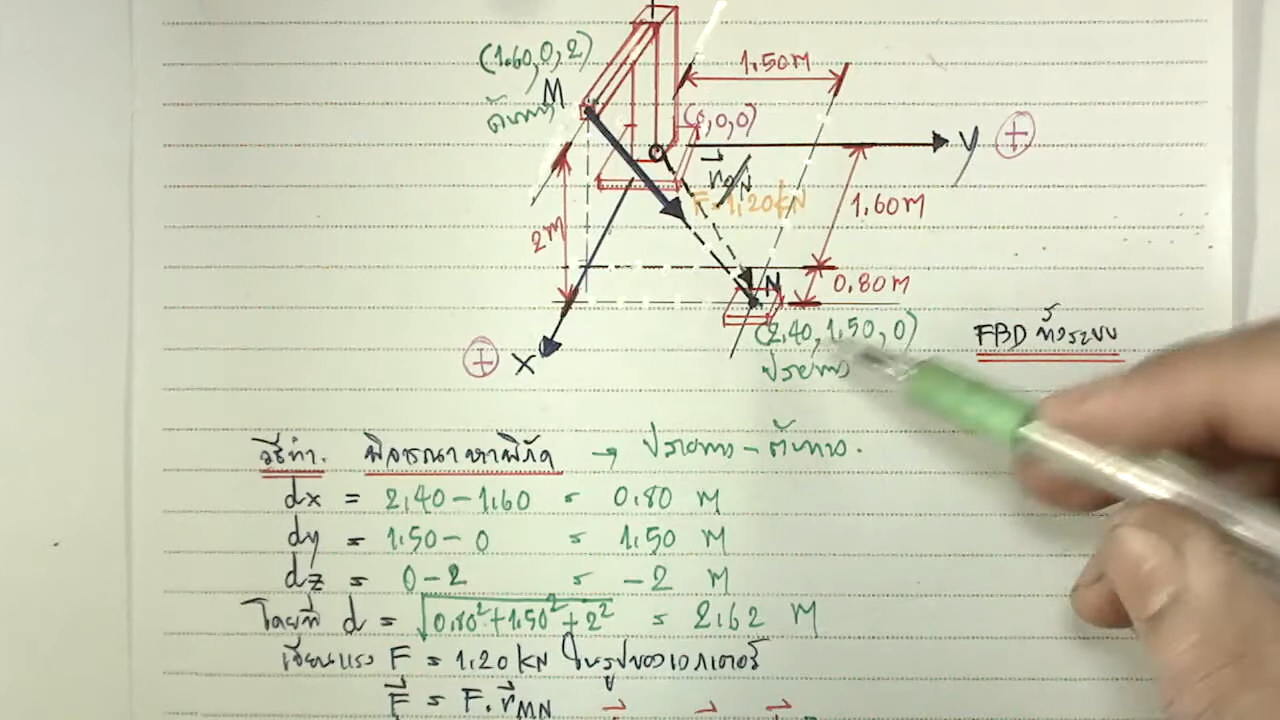 (1.60,0,2)
1.50M
M
ต้นทาง
(0,0,0)
y +
F=1.20kN
1.60M
2M
N
0.80M
(2.40,1.50,0)
FBD ทั้งระบบ
+ x
ปลายทาง
วิธีทำ. พิจารณาหาพิกัด → ปลายทาง - ต้นทาง.
dx = 2.40-1.60 = 0.80 M
dy = 1.50-0 = 1.50 M
dz = 0-2 = -2 M
โดยที่ d = √0.80²+1.50²+2² = 2.62 M
เขียนแรง F = 1.20kN ในรูปของเวกเตอร์
F⃗ = F.r⃗MN